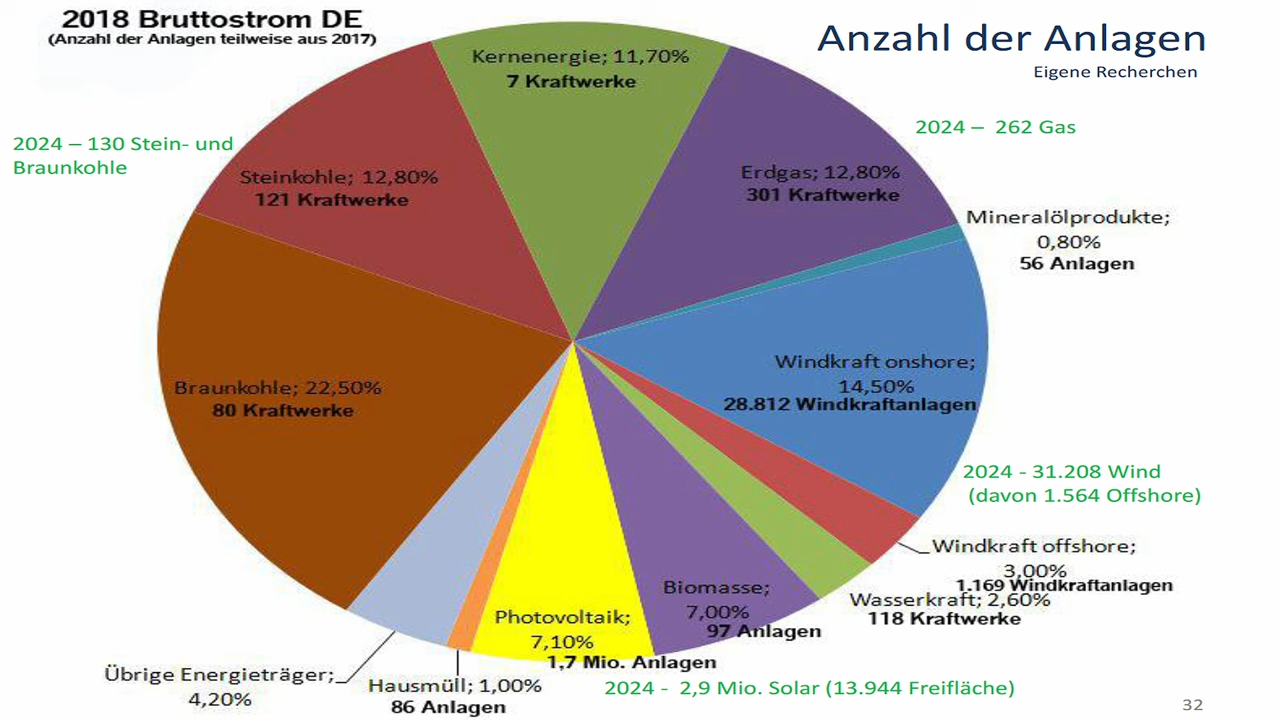 2018 Bruttostrom DE
(Anzahl der Anlagen teilweise aus 2017)
Anzahl der Anlagen
Eigene Recherchen
Kernenergie; 11,70%
7 Kraftwerke
2024 – 262 Gas
2024 – 130 Stein- und
Braunkohle
Steinkohle; 12,80%
121 Kraftwerke
Erdgas; 12,80%
301 Kraftwerke
Mineralölprodukte;
0,80%
56 Anlagen
Windkraft onshore;
14,50%
28.812 Windkraftanlagen
Braunkohle; 22,50%
80 Kraftwerke
2024 - 31.208 Wind
(davon 1.564 Offshore)
Windkraft offshore;
3,00%
1.169 Windkraftanlagen
Wasserkraft; 2,60%
118 Kraftwerke
Biomasse;
7,00%
97 Anlagen
Photovoltaik;
7,10%
1,7 Mio. Anlagen
Übrige Energieträger;
4,20%
Hausmüll; 1,00%
86 Anlagen
2024 - 2,9 Mio. Solar (13.944 Freifläche)
32